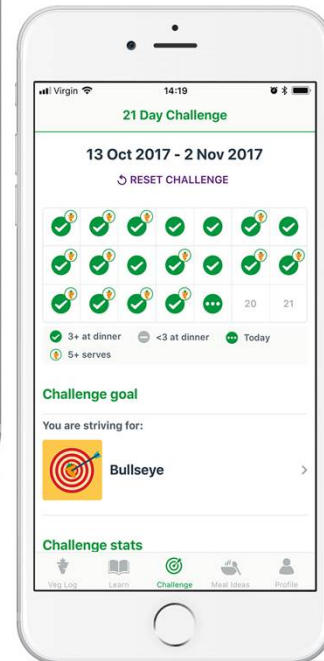 Virgin 14:19
21 Day Challenge
13 Oct 2017 - 2 Nov 2017
RESET CHALLENGE
20 21
3+ at dinner <3 at dinner Today
5+ serves
Challenge goal
You are striving for:
Bullseye
Challenge stats
Veg Log Learn Challenge Meal Ideas Profile